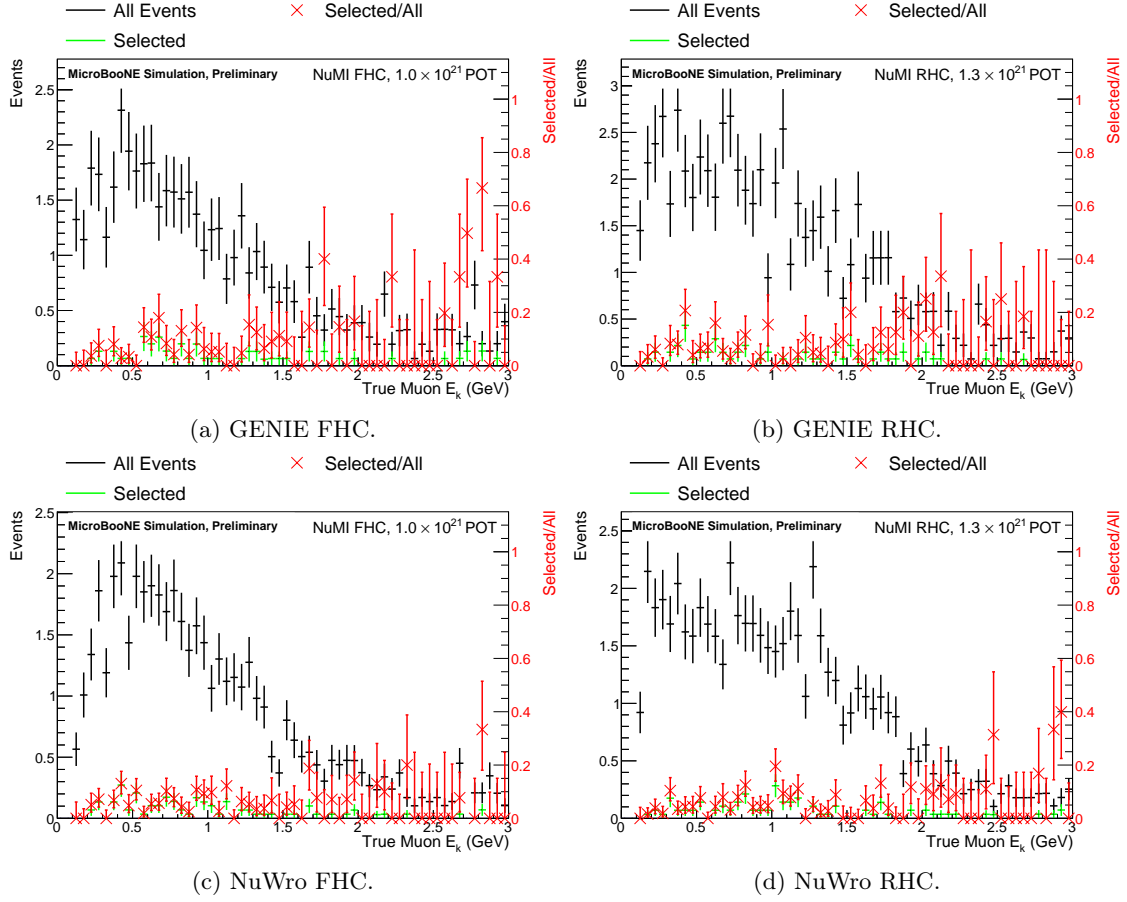 All Events
Selected/All
Selected
MicroBooNE Simulation, Preliminary
NuMI FHC, 1.0 × 10^21 POT
Events
2.5
2
1.5
1
0.5
0
1
0.8
0.6
0.4
0.2
0
Selected/All
0 0.5 1 1.5 2 2.5 3
True Muon E_k (GeV)
(a) GENIE FHC.
All Events
Selected/All
Selected
MicroBooNE Simulation, Preliminary
NuMI RHC, 1.3 × 10^21 POT
Events
3
2.5
2
1.5
1
0.5
0
1
0.8
0.6
0.4
0.2
0
Selected/All
0 0.5 1 1.5 2 2.5 3
True Muon E_k (GeV)
(b) GENIE RHC.
All Events
Selected/All
Selected
MicroBooNE Simulation, Preliminary
NuMI FHC, 1.0 × 10^21 POT
Events
2.5
2
1.5
1
0.5
0
1
0.8
0.6
0.4
0.2
0
Selected/All
0 0.5 1 1.5 2 2.5 3
True Muon E_k (GeV)
(c) NuWro FHC.
All Events
Selected/All
Selected
MicroBooNE Simulation, Preliminary
NuMI RHC, 1.3 × 10^21 POT
Events
2.5
2
1.5
1
0.5
0
1
0.8
0.6
0.4
0.2
0
Selected/All
0 0.5 1 1.5 2 2.5 3
True Muon E_k (GeV)
(d) NuWro RHC.